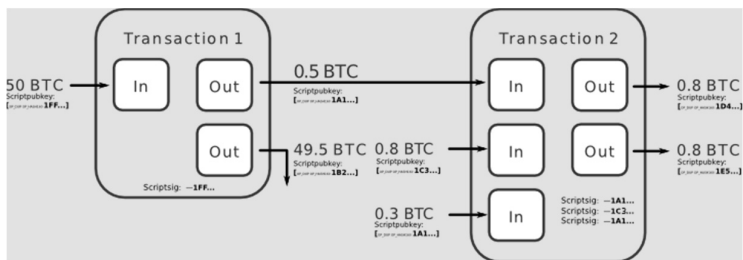 Transaction 1
Transaction 2
50 BTC
Scriptpubkey:
1FF...]
In
Out
0.5 BTC
Scriptpubkey:
1A1...]
In
Out
0.8 BTC
Scriptpubkey:
1D4...]
Out
49.5 BTC
Scriptpubkey:
1B2...]
0.8 BTC
Scriptpubkey:
1C3...]
In
Out
0.8 BTC
Scriptpubkey:
1E5...]
Scriptsig: —1FF...
0.3 BTC
Scriptpubkey:
1A1...]
In
Scriptsig: —1A1...
Scriptsig: —1C3...
Scriptsig: —1A1...